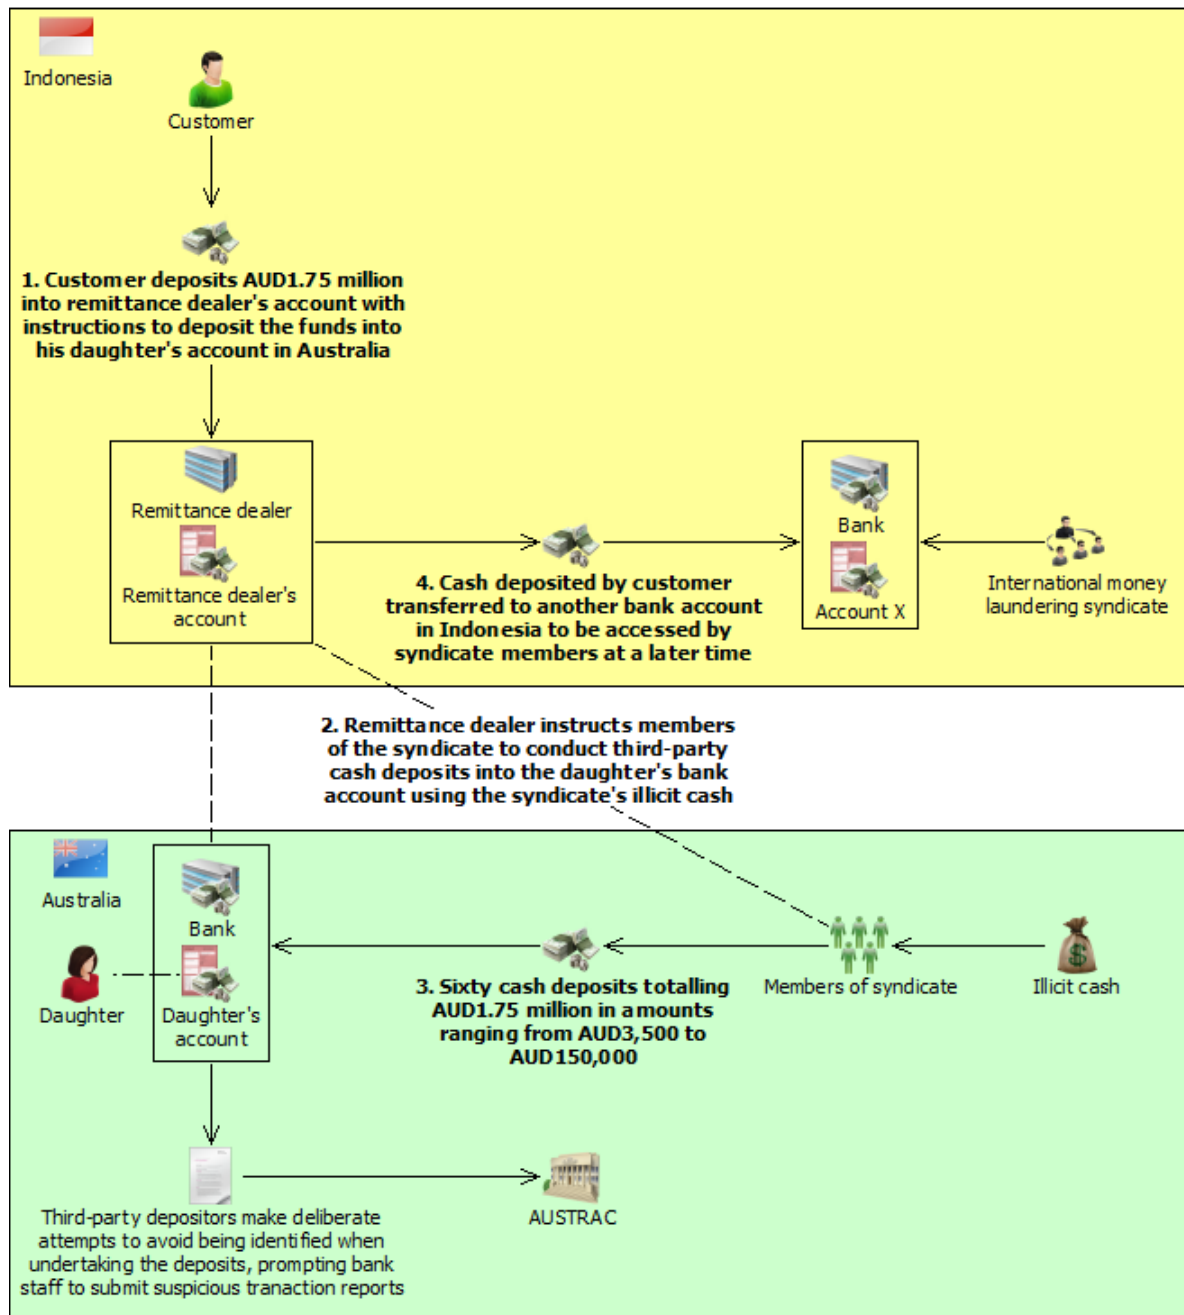 Indonesia
Customer
1. Customer deposits AUD1.75 million
into remittance dealer's account with
instructions to deposit the funds into
his daughter's account in Australia
Remittance dealer
Remittance dealer's
account
4. Cash deposited by customer
transferred to another bank account
in Indonesia to be accessed by
syndicate members at a later time
Bank
Account X
International money
laundering syndicate
2. Remittance dealer instructs members
of the syndicate to conduct third-party
cash deposits into the daughter's bank
account using the syndicate's illicit cash
Australia
Daughter
Bank
Daughter's
account
3. Sixty cash deposits totalling
AUD1.75 million in amounts
ranging from AUD3,500 to
AUD150,000
Members of syndicate
Illicit cash
Third-party depositors make deliberate
attempts to avoid being identified when
undertaking the deposits, prompting bank
staff to submit suspicious tranaction reports
AUSTRAC